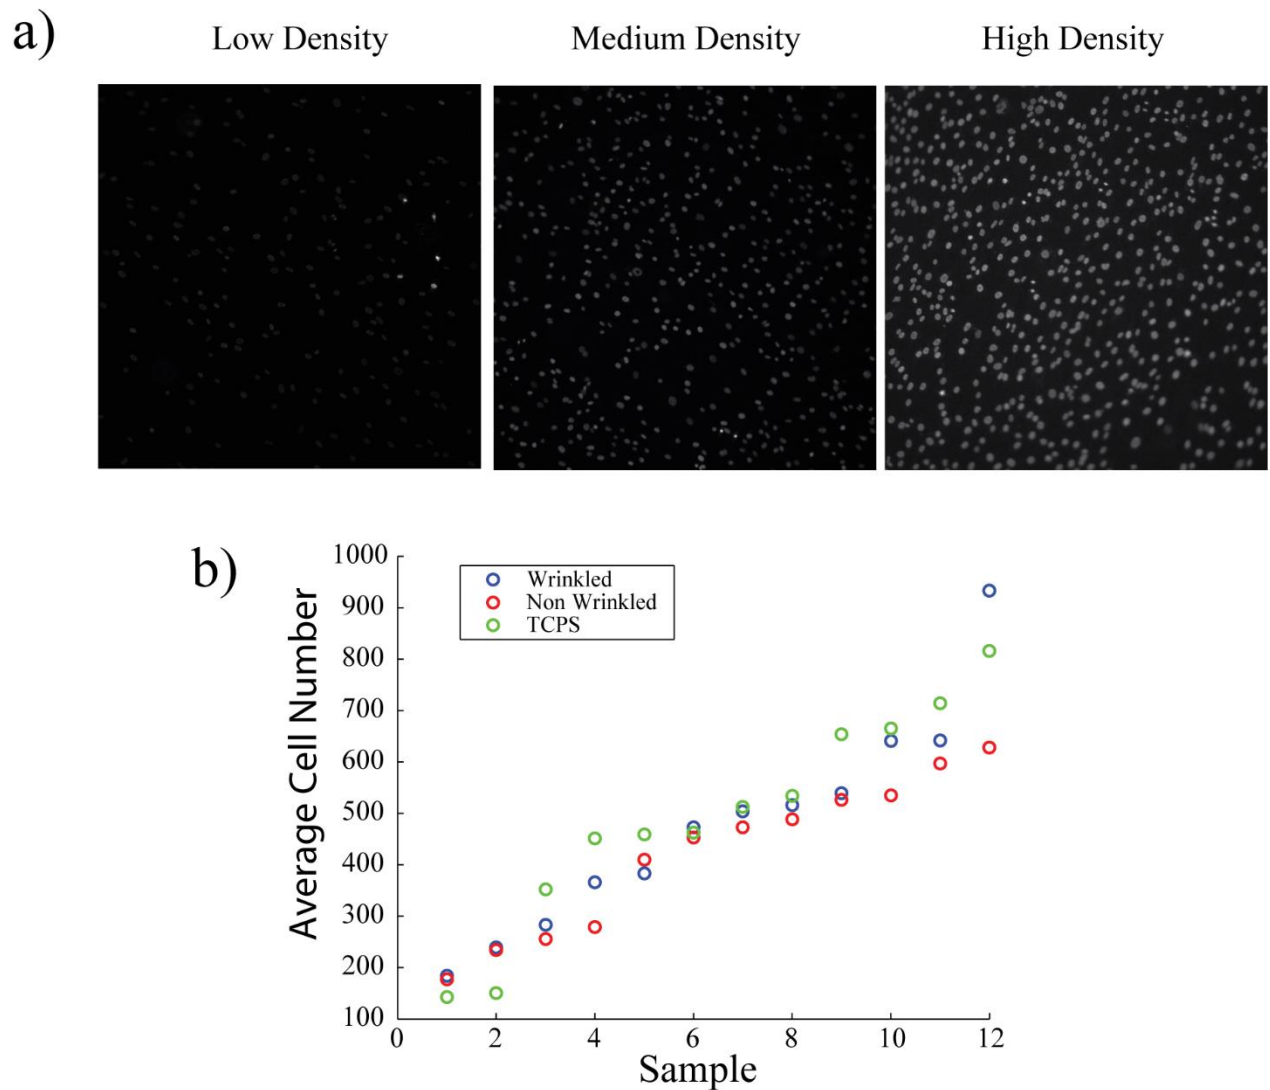 a)
Low Density Medium Density High Density
b)
Average Cell Number
1000
900
800
700
600
500
400
300
200
100
Wrinkled
Non Wrinkled
TCPS
0 2 4 6 8 10 12
Sample